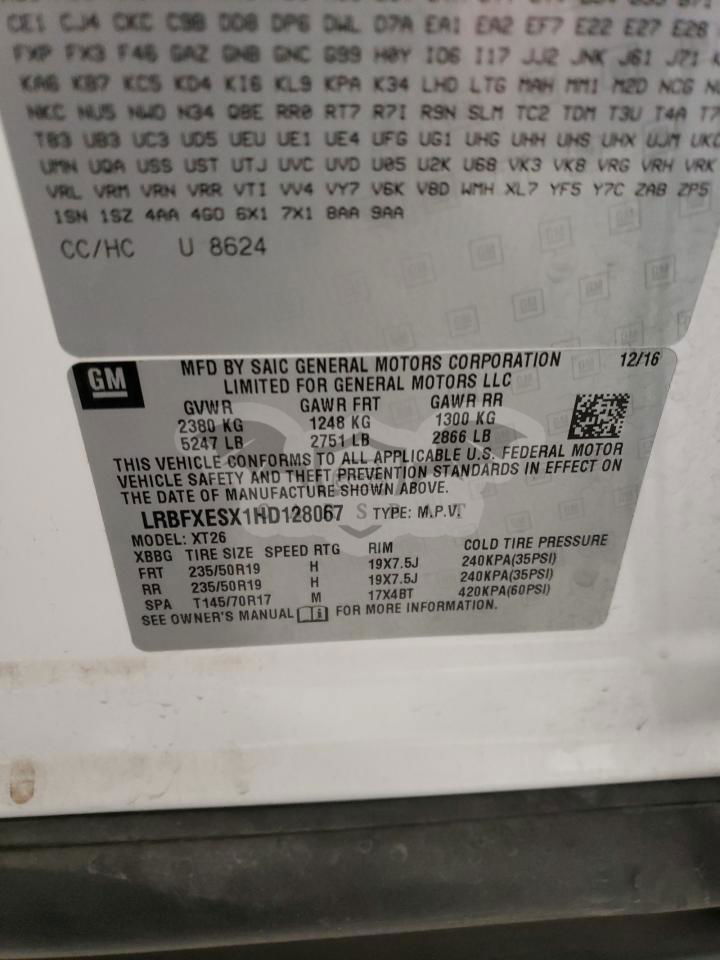 CE1 CJ4 CKC C9B DD8 DP6 DWL D7A EA1 EA2 EF7 E22 E27 E28
FXP FX3 F46 GAZ GNB GNC G99 H0Y IO6 I17 JJ2 JNK J61 J71
KA6 KB7 KC5 KD4 KI6 KL9 KPA K34 LHD LTG MAH MM1 M2D NCG
NKC NU5 NWD N34 QBE RR0 RT7 R7I R9N SLM TC2 TDM T3U T4A
TB3 UB3 UC3 UD5 UEU UE1 UE4 UFG UG1 UHG UHH UHS UHX UJM
UMN UQA USS UST UTJ UVC UVD U05 U2K U68 VK3 VK8 VRG VRH VRK
VRL VRM VRN VRR VTI VV4 VY7 V6K V8D WMH XL7 YF5 Y7C ZAB ZP5
1SN 1SZ 4AA 4GO 6X1 7X1 8AA 9AA
CC/HC U 8624
GM MFD BY SAIC GENERAL MOTORS CORPORATION 12/16
LIMITED FOR GENERAL MOTORS LLC
GVWR GAWR FRT GAWR RR
2380 KG 1248 KG 1300 KG
5247 LB 2751 LB 2866 LB
THIS VEHICLE CONFORMS TO ALL APPLICABLE U.S. FEDERAL MOTOR
VEHICLE SAFETY AND THEFT PREVENTION STANDARDS IN EFFECT ON
THE DATE OF MANUFACTURE SHOWN ABOVE.
LRBFXESX1HD128067 TYPE: M.P.V.
MODEL: XT26
XBBG TIRE SIZE SPEED RTG RIM COLD TIRE PRESSURE
FRT 235/50R19 H 19X7.5J 240KPA(35PSI)
RR 235/50R19 H 19X7.5J 240KPA(35PSI)
SPA T145/70R17 M 17X4BT 420KPA(60PSI)
SEE OWNER'S MANUAL FOR MORE INFORMATION.